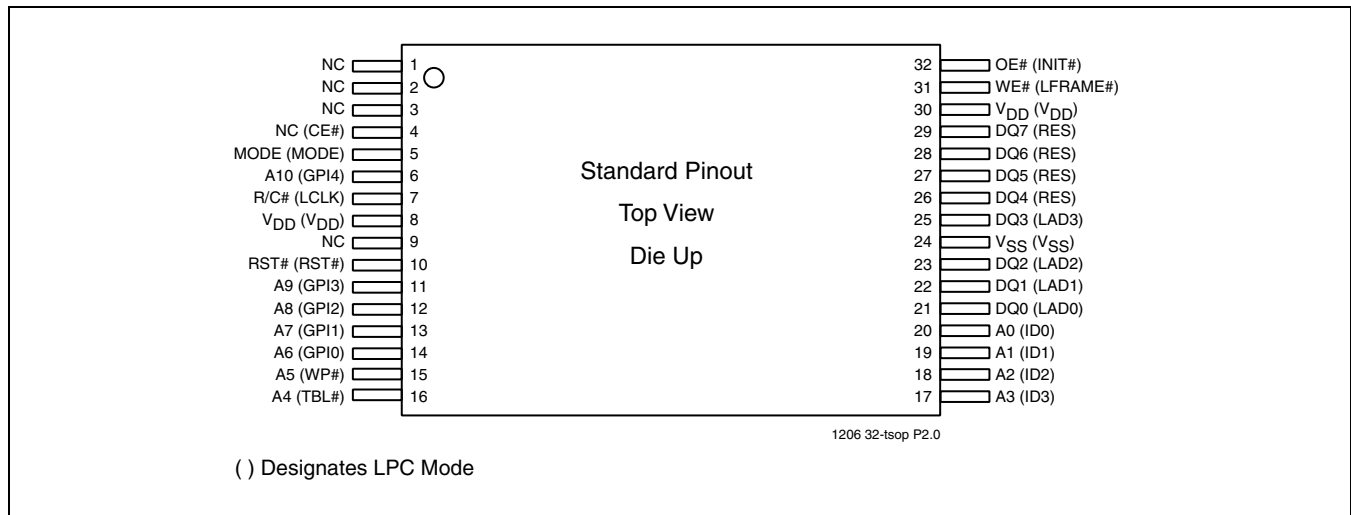 NC 1
NC 2
NC 3
NC (CE#) 4
MODE (MODE) 5
A10 (GPI4) 6
R/C# (LCLK) 7
VDD (VDD) 8
NC 9
RST# (RST#) 10
A9 (GPI3) 11
A8 (GPI2) 12
A7 (GPI1) 13
A6 (GPI0) 14
A5 (WP#) 15
A4 (TBL#) 16
Standard Pinout
Top View
Die Up
32 OE# (INIT#)
31 WE# (LFRAME#)
30 VDD (VDD)
29 DQ7 (RES)
28 DQ6 (RES)
27 DQ5 (RES)
26 DQ4 (RES)
25 DQ3 (LAD3)
24 VSS (VSS)
23 DQ2 (LAD2)
22 DQ1 (LAD1)
21 DQ0 (LAD0)
20 A0 (ID0)
19 A1 (ID1)
18 A2 (ID2)
17 A3 (ID3)
1206 32-tsop P2.0
( ) Designates LPC Mode